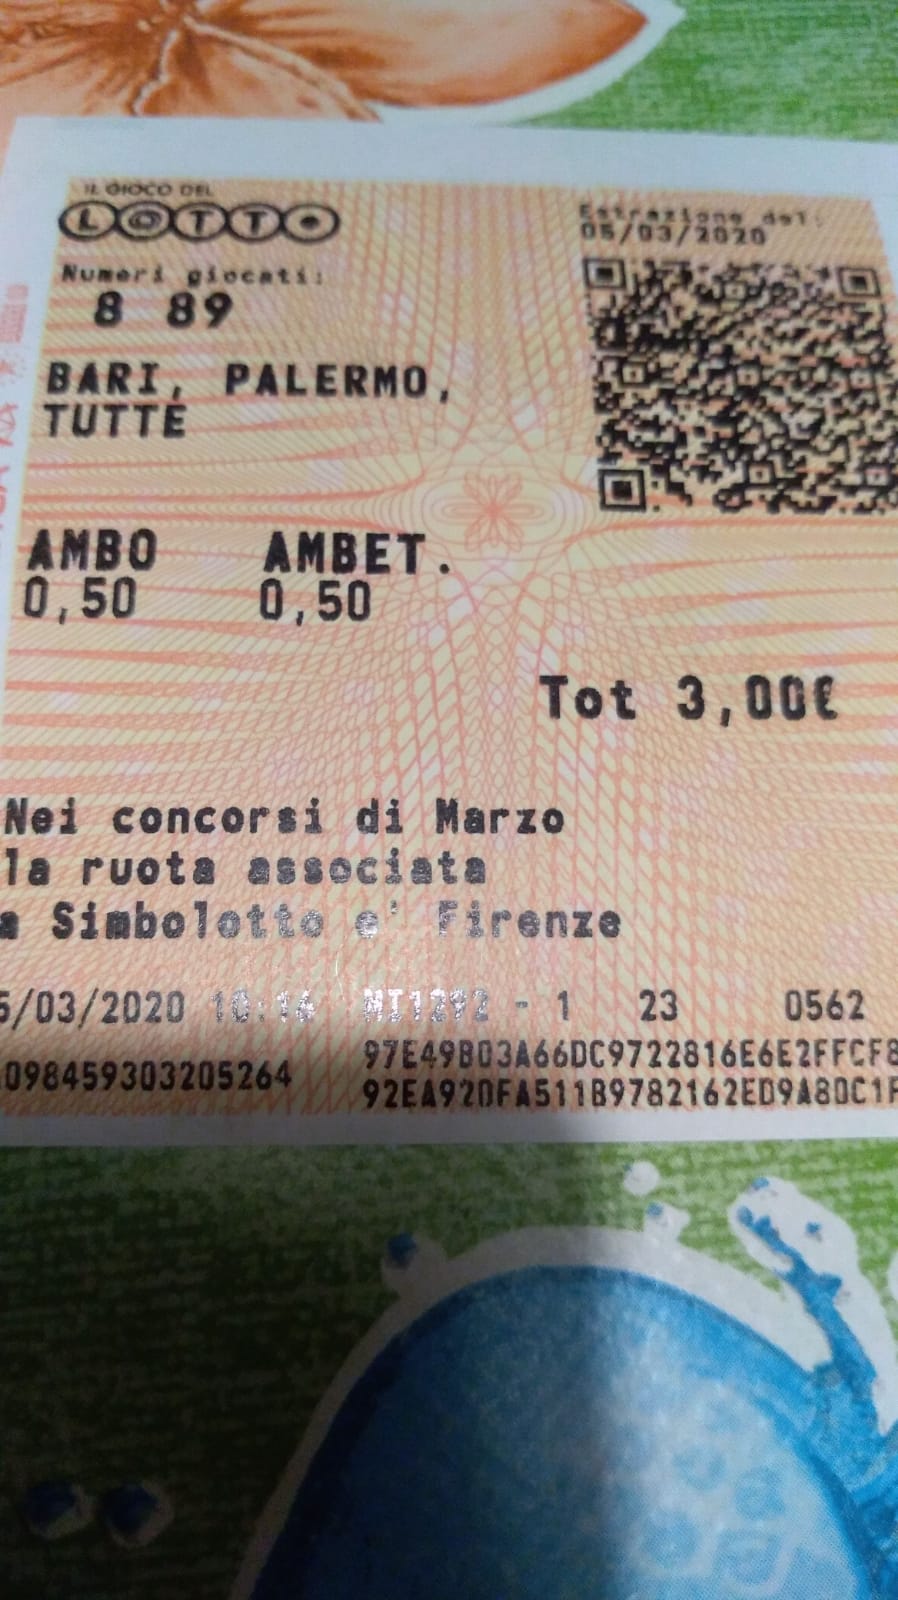 IL GIOCO DEL
LOTTO
Estrazione del:
05/03/2020
Numeri giocati:
8 89
BARI, PALERMO,
TUTTE
AMBO AMBET.
0,50 0,50
Tot 3,00€
Nei concorsi di Marzo
la ruota associata
a Simbolotto e' Firenze
5/03/2020 10:16 MI1292 - 1 23 0562
97E49B03A66DC9722816E6E2FFCF8
098459303205264
92EA920FA511B9782162ED9A80C1F